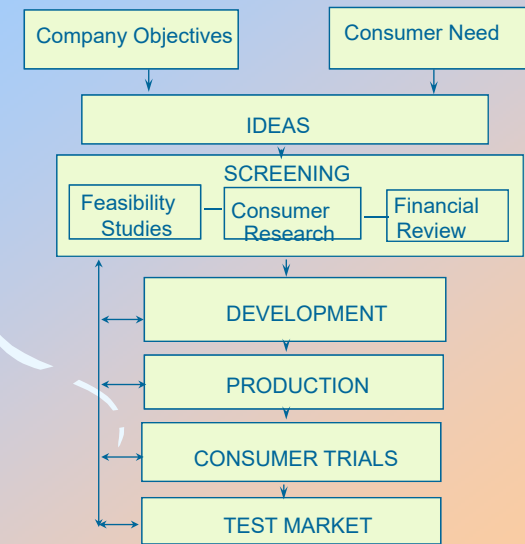 Company Objectives
Consumer Need
IDEAS
SCREENING
Feasibility
Studies
Consumer
Research
Financial
Review
DEVELOPMENT
PRODUCTION
CONSUMER TRIALS
TEST MARKET